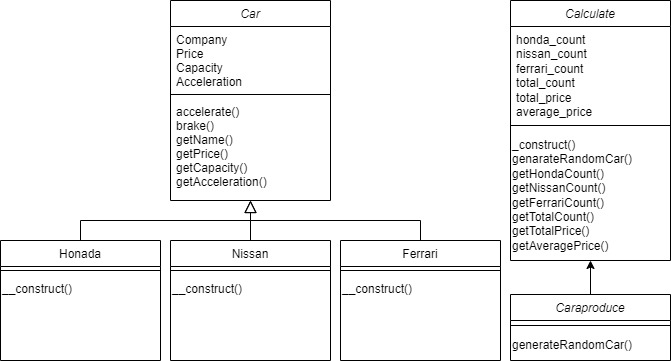 Car
Company
Price
Capacity
Acceleration
accelerate()
brake()
getName()
getPrice()
getCapacity()
getAcceleration()
Honada
__construct()
Nissan
__construct()
Ferrari
__construct()
Calculate
honda_count
nissan_count
ferrari_count
total_count
total_price
average_price
_construct()
genarateRandomCar()
getHondaCount()
getNissanCount()
getFerrariCount()
getTotalCount()
getTotalPrice()
getAveragePrice()
Caraproduce
generateRandomCar()